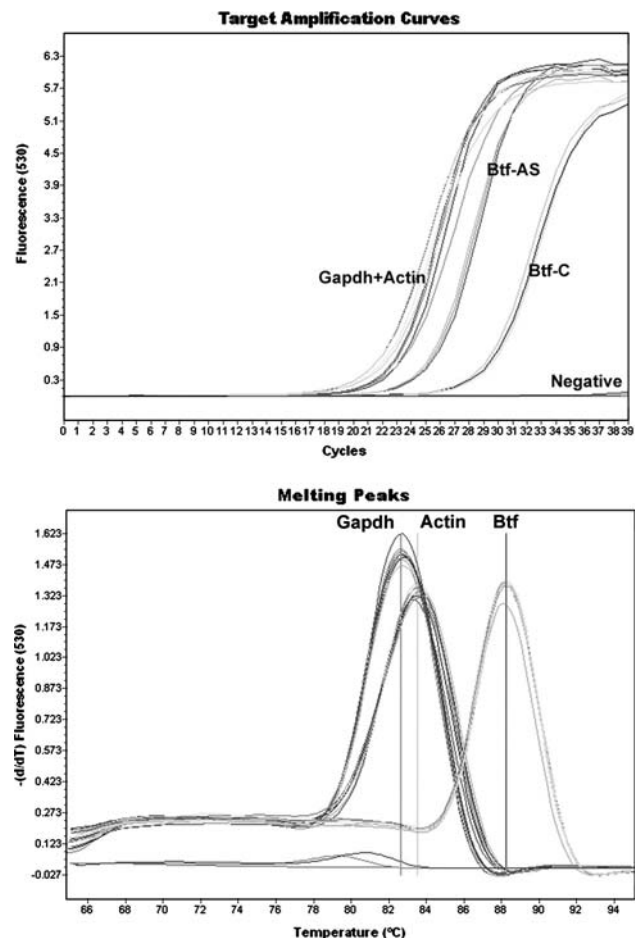 Target Amplification Curves
6.3
5.7
5.1
4.5
3.9
3.3
2.7
2.1
1.5
0.9
0.3
Fluorescence (530)
Btf-AS
Gapdh+Actin
Btf-C
Negative
0 1 2 3 4 5 6 7 8 9 10 11 12 13 14 15 16 17 18 19 20 21 22 23 24 25 26 27 28 29 30 31 32 33 34 35 36 37 38 39
Cycles
Melting Peaks
Gapdh Actin Btf
1.623
1.473
1.323
1.173
1.023
0.873
0.723
0.573
0.423
0.273
0.123
-0.027
-(d/dT) Fluorescence (530)
66 68 70 72 74 76 78 80 82 84 86 88 90 92 94
Temperature (ºC)